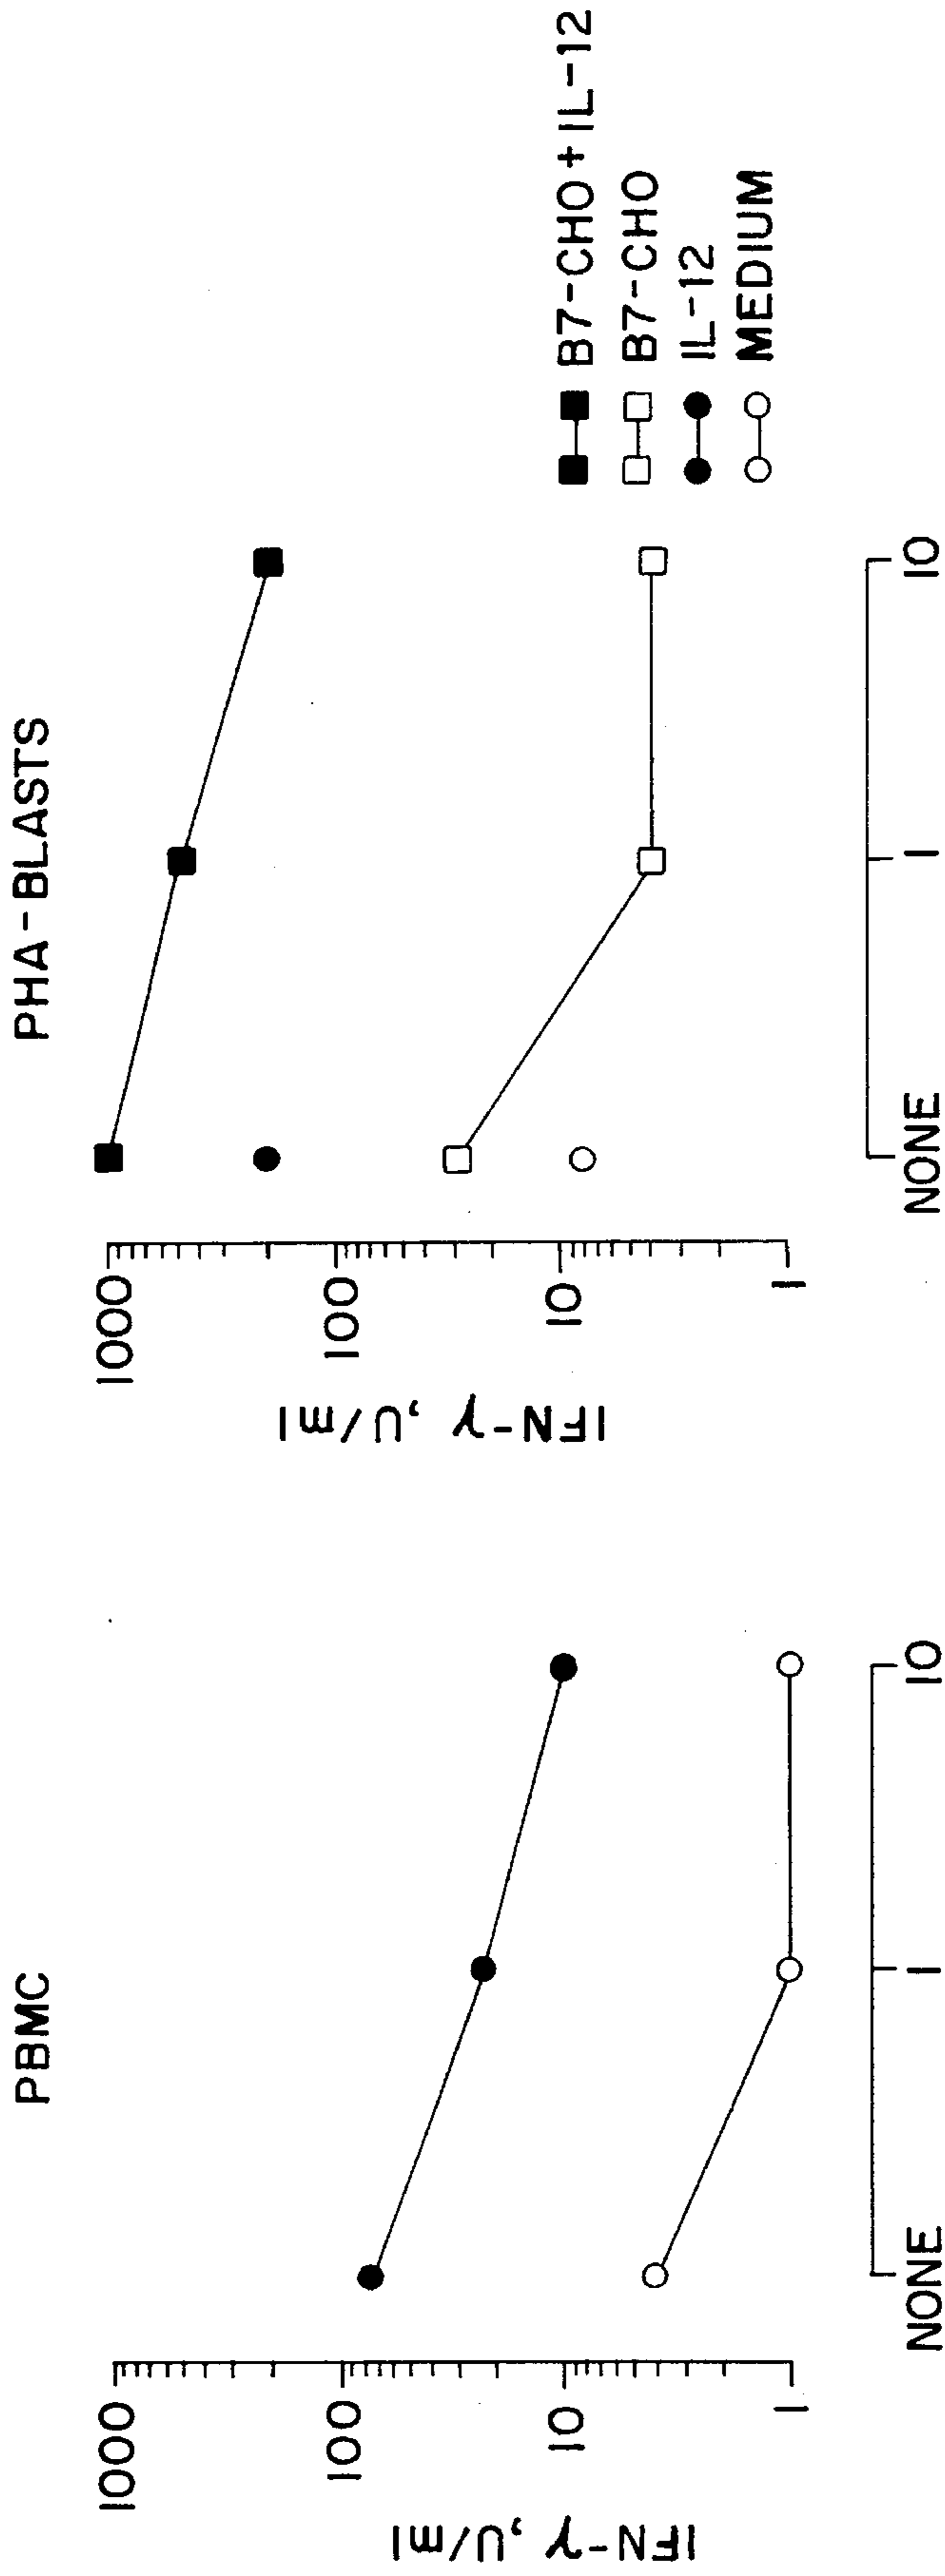 PBMC
IFN-γ, U/ml
1000
100
10
1
NONE 1 10
PHA-BLASTS
IFN-γ, U/ml
1000
100
10
1
NONE 1 10
B7-CHO+IL-12
B7-CHO
IL-12
MEDIUM